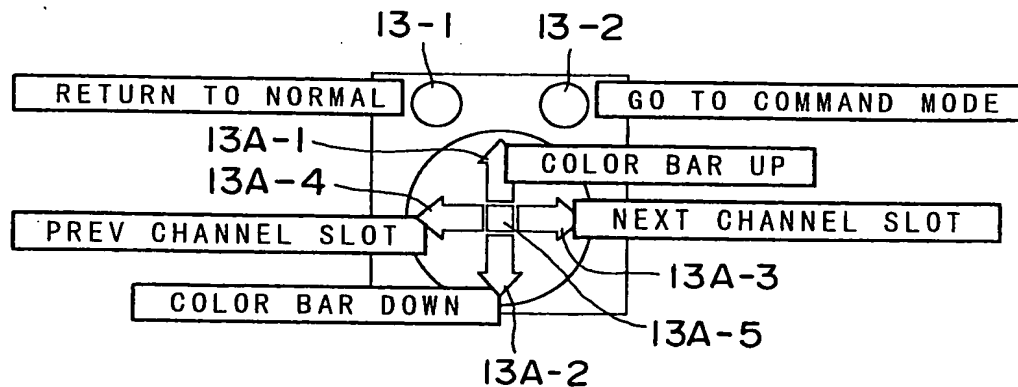 13-1 13-2
RETURN TO NORMAL GO TO COMMAND MODE
13A-1
COLOR BAR UP
13A-4
PREV CHANNEL SLOT NEXT CHANNEL SLOT
13A-3
COLOR BAR DOWN
13A-5
13A-2